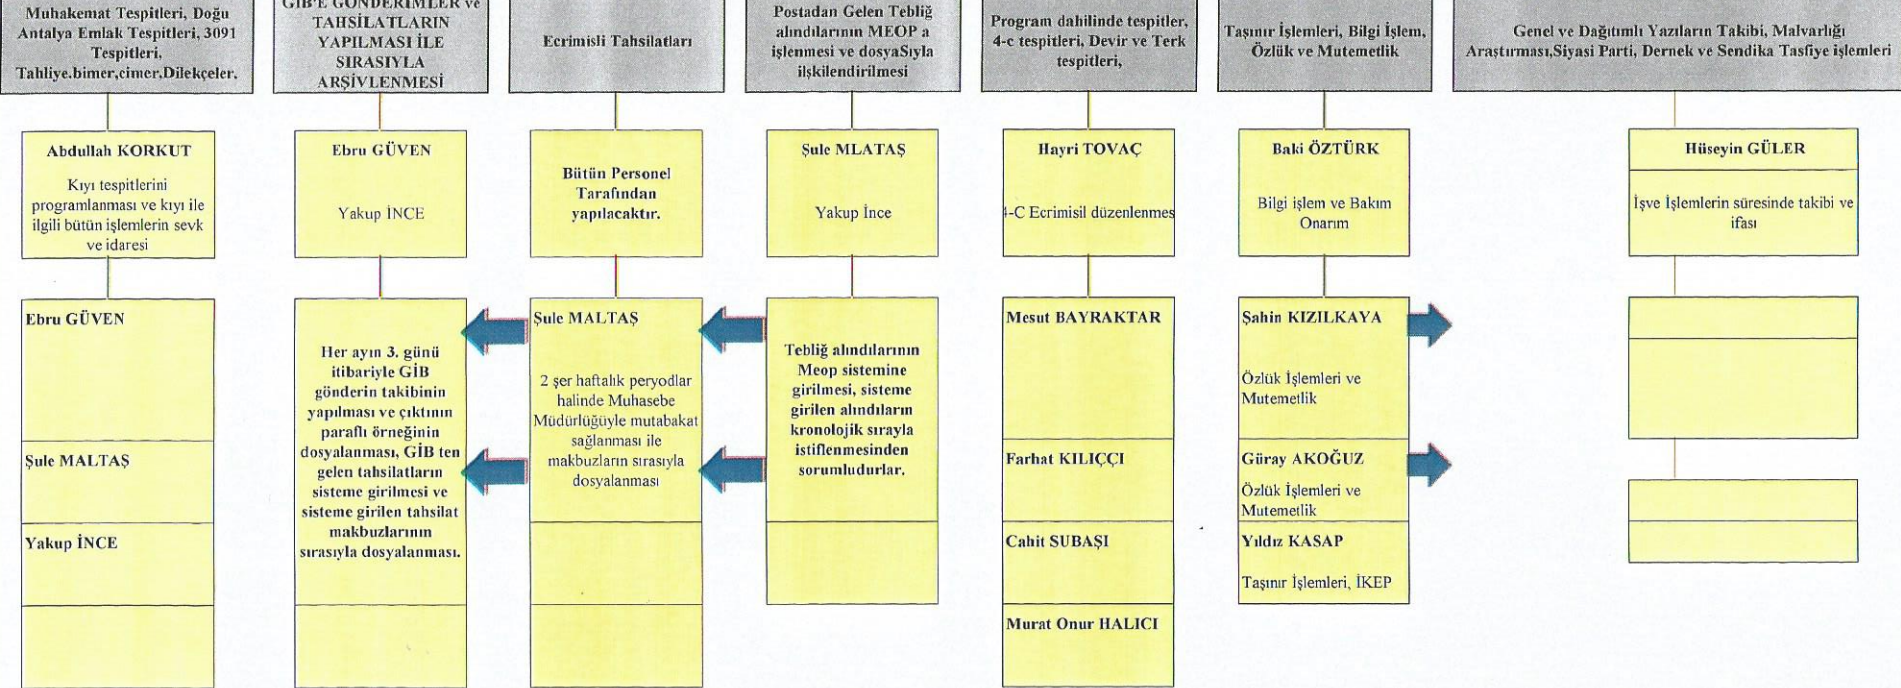 Muhakemat Tespitleri, Doğu
Antalya Emlak Tespitleri, 3091
Tespitleri,
Tahliye.bimer,cimer,Dilekçeler.
GİB'E GÖNDERİMLER ve
TAHSİLATLARIN
YAPILMASI İLE
SIRASIYLA
ARŞİVLENMESİ
Ecrimisli Tahsilatları
Postadan Gelen Tebliğ
alındılarının MEOP a
işlenmesi ve dosyaSıyla
ilşkilendirilmesi
Program dahilinde tespitler,
4-c tespitleri, Devir ve Terk
tespitleri,
Taşınır İşlemleri, Bilgi İşlem,
Özlük ve Mutemetlik
Genel ve Dağıtımlı Yazıların Takibi, Malvarlığı
Araştırması,Siyasi Parti, Dernek ve Sendika Tasfiye işlemleri
Abdullah KORKUT
Kıyı tespitlerini
programlanması ve kıyı ile
ilgili bütün işlemlerin sevk
ve idaresi
Ebru GÜVEN
Yakup İNCE
Bütün Personel
Tarafından
yapılacaktır.
Şule MLATAŞ
Yakup İnce
Hayri TOVAÇ
4-C Ecrimisil düzenlenmes
Baki ÖZTÜRK
Bilgi işlem ve Bakım
Onarım
Hüseyin GÜLER
İşve İşlemlerin süresinde takibi ve
ifası
Ebru GÜVEN
Şule MALTAŞ
Yakup İNCE
Her ayın 3. günü
itibariyle GİB
gönderin takibinin
yapılması ve çıktının
paraflı örneğinin
dosyalanması, GİB ten
gelen tahsilatların
sisteme girilmesi ve
sisteme girilen tahsilat
makbuzlarının
sırasıyla dosyalanması.
Şule MALTAŞ
2 şer haftalık peryodlar
halinde Muhasebe
Müdürlüğüyle mutabakat
sağlanması ile
makbuzların sırasıyla
dosyalanması
Tebliğ alındılarının
Meop sistemine
girilmesi, sisteme
girilen alındıların
kronolojik sırayla
istiflenmesinden
sorumludurlar.
Mesut BAYRAKTAR
Farhat KILIÇÇI
Cahit SUBAŞI
Murat Onur HALICI
Şahin KIZILKAYA
Özlük İşlemleri ve
Mutemetlik
Güray AKOĞUZ
Özlük İşlemleri ve
Mutemetlik
Yıldız KASAP
Taşınır İşlemleri, İKEP